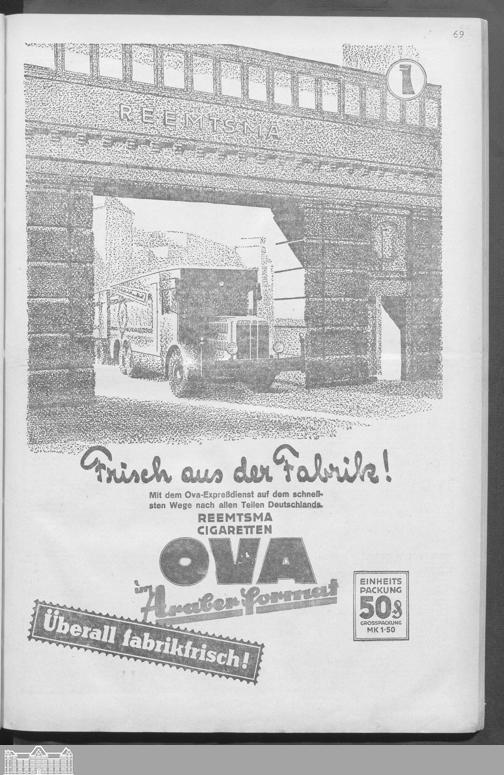 69
REEMTSMA
Frisch aus der Fabrik!
Mit dem Ova-Expreßdienst auf dem schnell-
sten Wege nach allen Teilen Deutschlands.
REEMTSMA
CIGARETTEN
OVA
im Araber format
EINHEITS
PACKUNG
50₰
GROSSPACKUNG
MK 1·50
Überall fabrikfrisch!